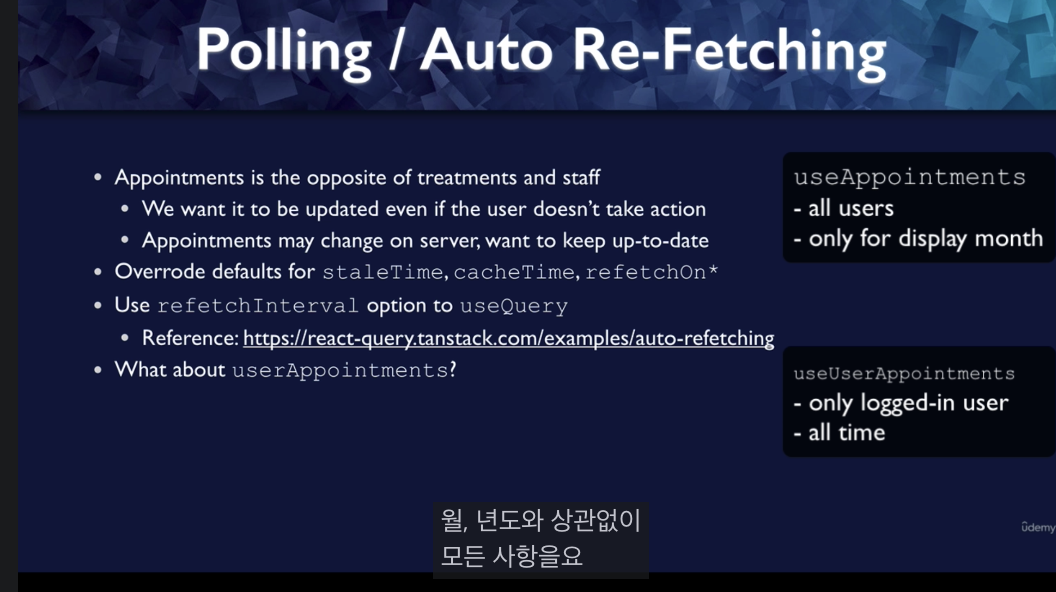 Polling / Auto Re-Fetching
• Appointments is the opposite of treatments and staff
• We want it to be updated even if the user doesn't take action
• Appointments may change on server, want to keep up-to-date
• Overrode defaults for staleTime, cacheTime, refetchOn*
• Use refetchInterval option to useQuery
• Reference: https://react-query.tanstack.com/examples/auto-refetching
• What about userAppointments?
useAppointments
- all users
- only for display month
useUserAppointments
- only logged-in user
- all time
월, 년도와 상관없이
모든 사항을요
ûdemy